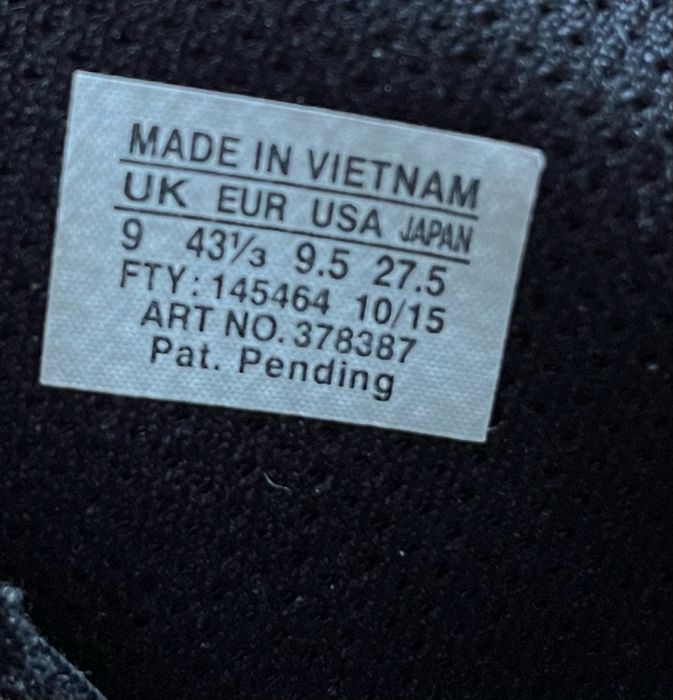 MADE IN VIETNAM
UK EUR USA JAPAN
9 43⅓ 9.5 27.5
FTY: 145464 10/15
ART NO. 378387
Pat. Pending